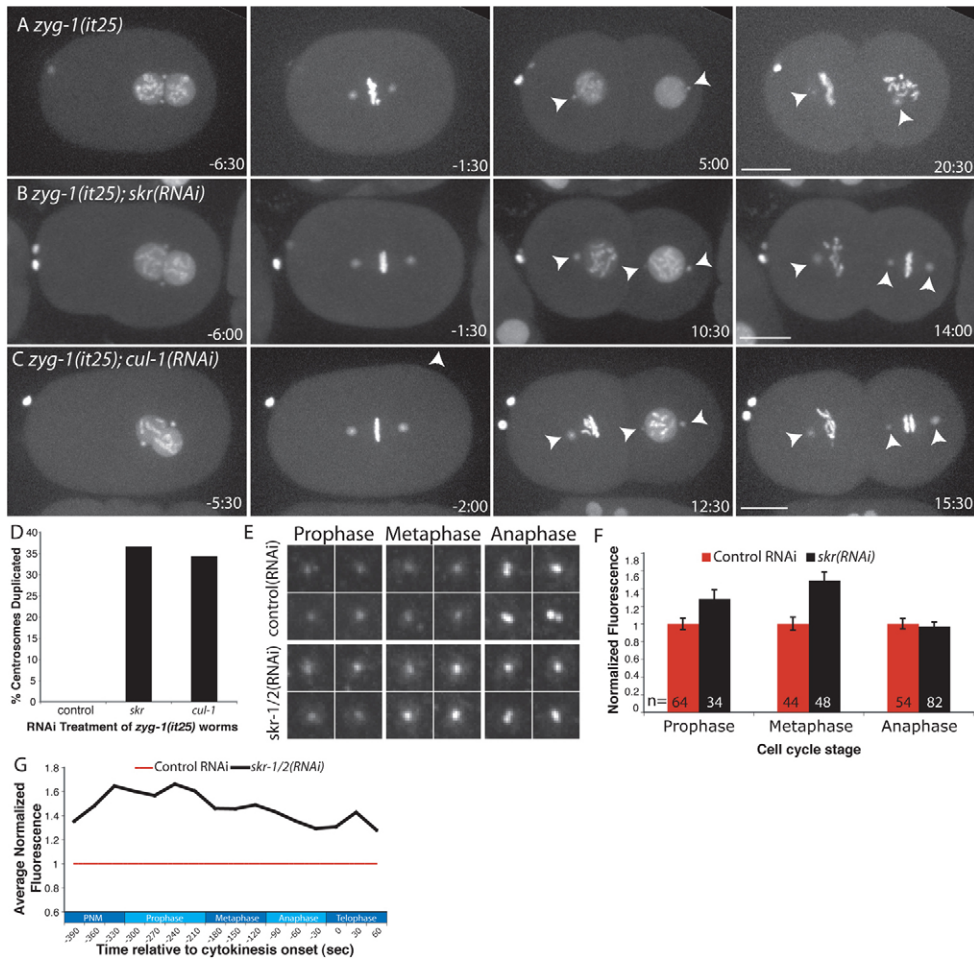 A zyg-1(it25)
-6:30
-1:30
5:00
20:30
B zyg-1(it25); skr(RNAi)
-6:00
-1:30
10:30
14:00
C zyg-1(it25); cul-1(RNAi)
-5:30
-2:00
12:30
15:30
D
40
35
30
25
20
15
10
5
0
% Centrosomes Duplicated
control
skr
cul-1
RNAi Treatment of zyg-1(it25) worms
E
Prophase Metaphase Anaphase
control(RNAi)
skr-1/2(RNAi)
F
Control RNAi
skr(RNAi)
Normalized Fluorescence
1.6
1.4
1.2
1
0.8
0.6
0.4
0.2
0
n= 64 34 44 48 54 82
Prophase Metaphase Anaphase
Cell cycle stage
G
Control RNAi
skr-1/2(RNAi)
Average Normalized
Fluorescence
1.8
1.6
1.4
1.2
1
0.8
0.6
PNM Prophase Metaphase Anaphase Telophase
-390 -360 -330 -300 -270 -240 -210 -180 -150 -120 -90 -60 -30 0 30 60
Time relative to cytokinesis onset (sec)